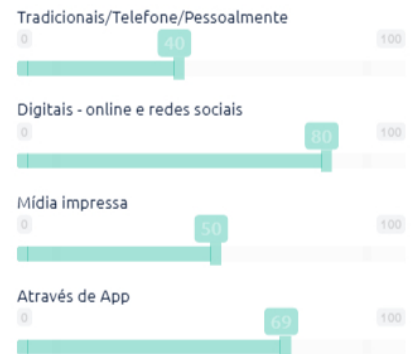 Tradicionais/Telefone/Pessoalmente
0 40 100
Digitais - online e redes sociais
0 80 100
Mídia impressa
0 50 100
Através de App
0 69 100